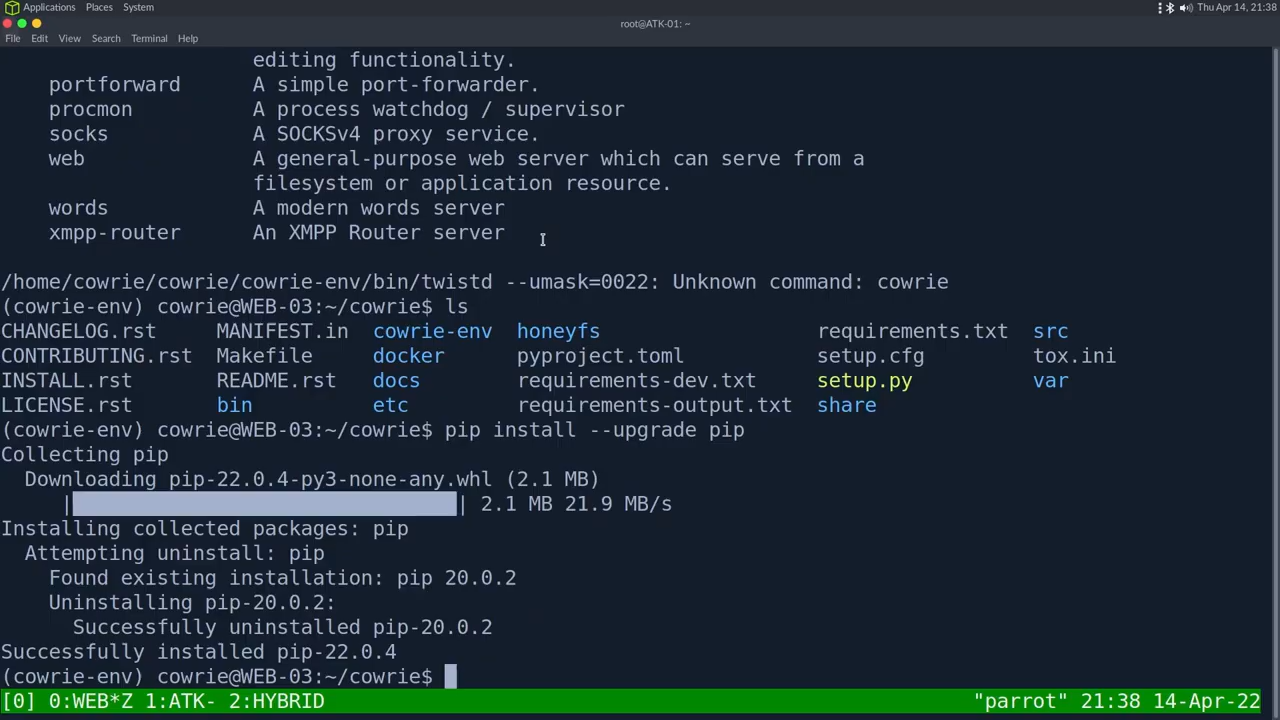 Applications Places System Thu Apr 14, 21:38
root@ATK-01: ~
File Edit View Search Terminal Help
editing functionality.
portforward A simple port-forwarder.
procmon A process watchdog / supervisor
socks A SOCKSv4 proxy service.
web A general-purpose web server which can serve from a
filesystem or application resource.
words A modern words server
xmpp-router An XMPP Router server
/home/cowrie/cowrie-env/bin/twistd --umask=0022: Unknown command: cowrie
(cowrie-env) cowrie@WEB-03:~/cowrie$ ls
CHANGELOG.rst MANIFEST.in cowrie-env honeyfs requirements.txt src
CONTRIBUTING.rst Makefile docker pyproject.toml setup.cfg tox.ini
INSTALL.rst README.rst docs requirements-dev.txt setup.py var
LICENSE.rst bin etc requirements-output.txt share
(cowrie-env) cowrie@WEB-03:~/cowrie$ pip install --upgrade pip
Collecting pip
Downloading pip-22.0.4-py3-none-any.whl (2.1 MB)
| | 2.1 MB 21.9 MB/s
Installing collected packages: pip
Attempting uninstall: pip
Found existing installation: pip 20.0.2
Uninstalling pip-20.0.2:
Successfully uninstalled pip-20.0.2
Successfully installed pip-22.0.4
(cowrie-env) cowrie@WEB-03:~/cowrie$
[0] 0:WEB*Z 1:ATK- 2:HYBRID "parrot" 21:38 14-Apr-22